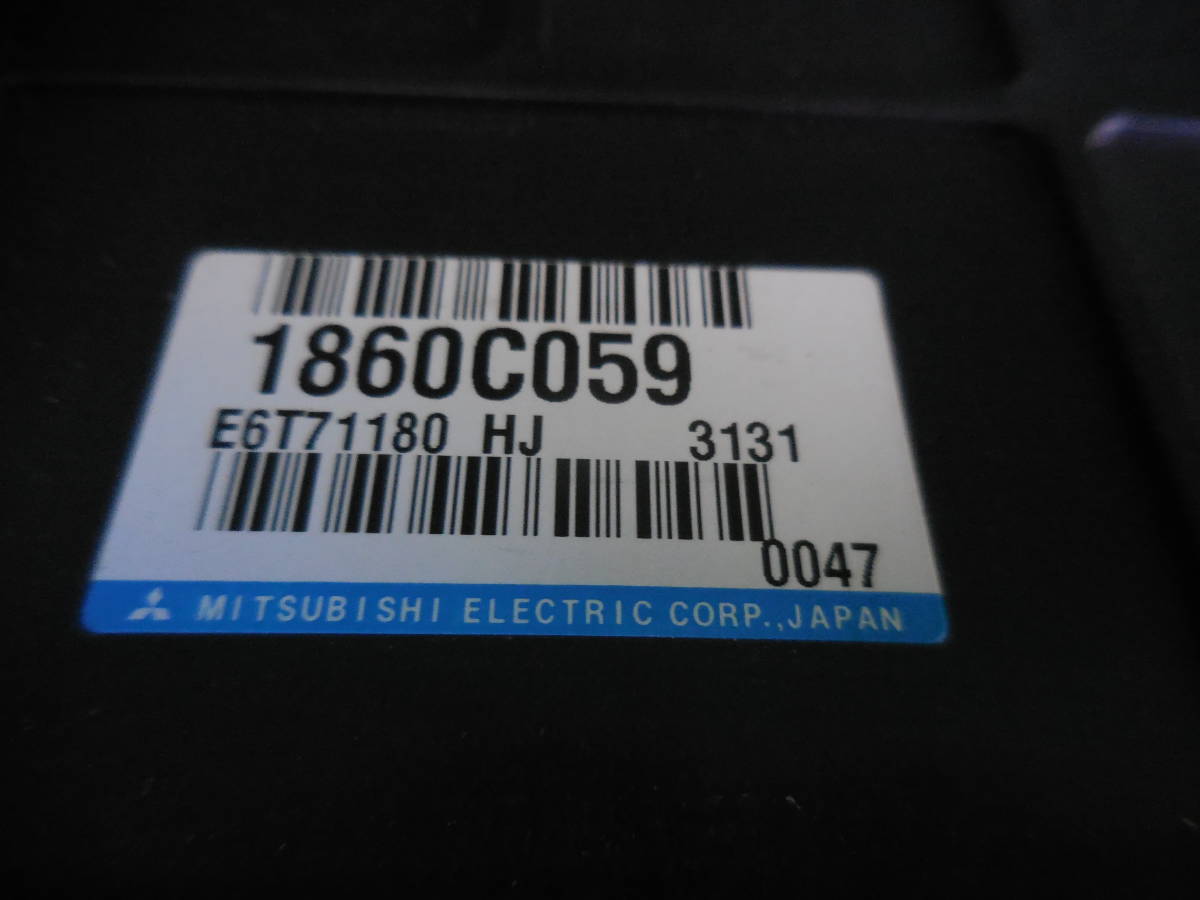 1860C059
E6T71180 HJ 3131
0047
MITSUBISHI ELECTRIC CORP.,JAPAN